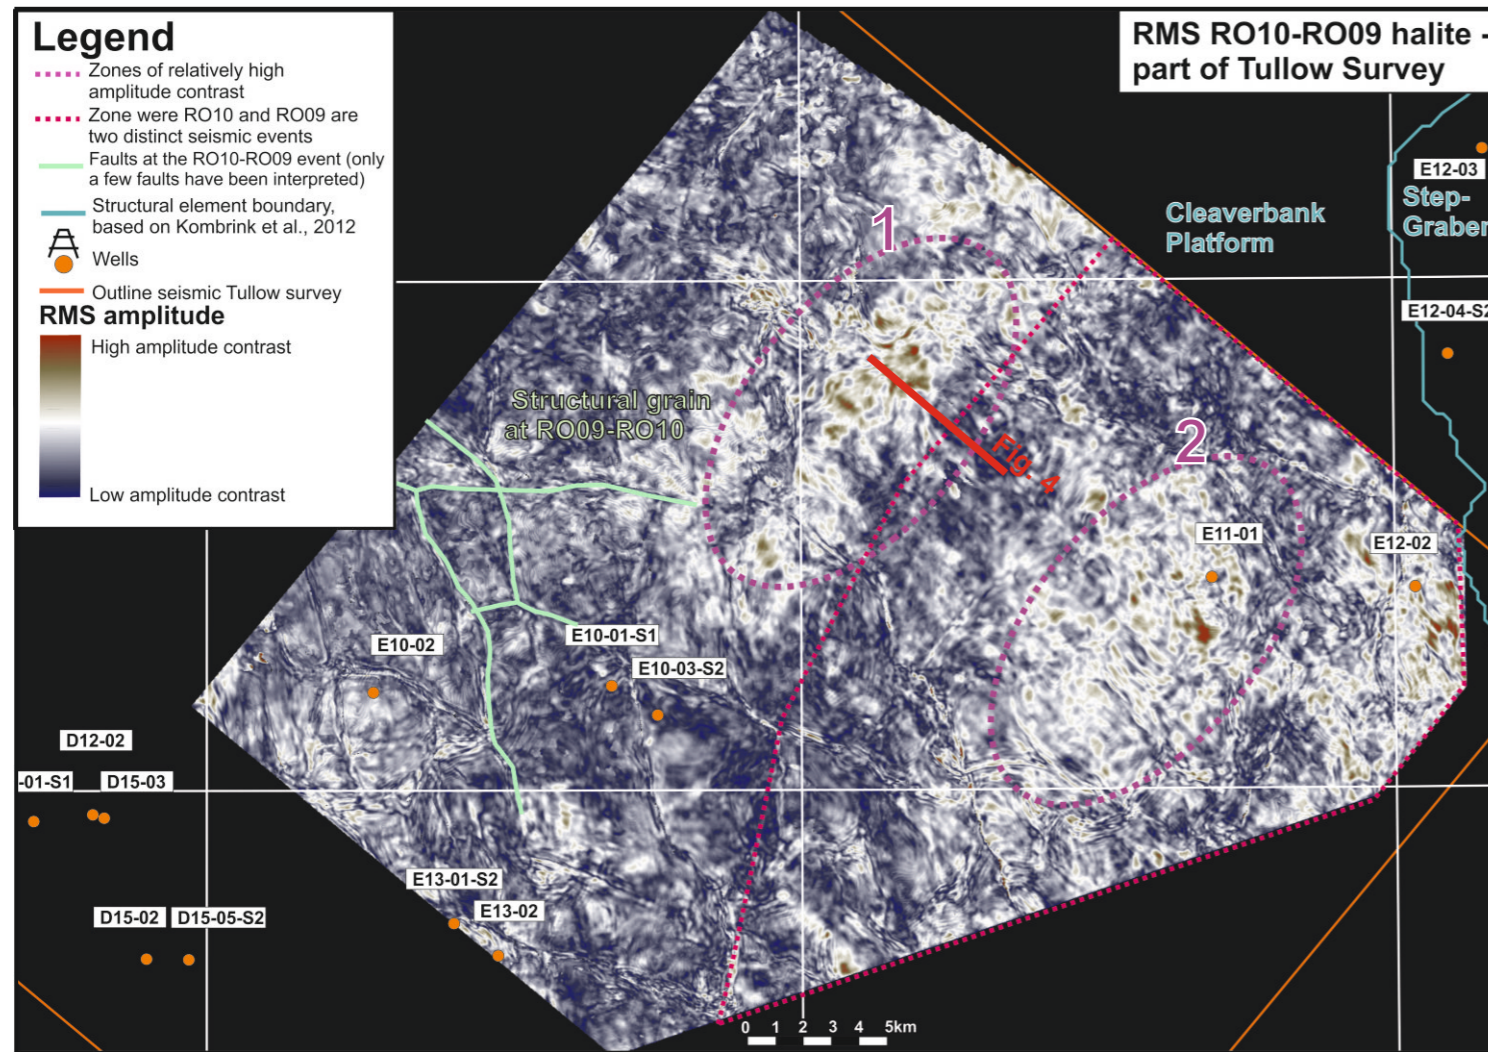 Legend
Zones of relatively high
amplitude contrast
Zone were RO10 and RO09 are
two distinct seismic events
Faults at the RO10-RO09 event (only
a few faults have been interpreted)
Structural element boundary,
based on Kombrink et al., 2012
Wells
Outline seismic Tullow survey
RMS amplitude
High amplitude contrast
Low amplitude contrast
RMS RO10-RO09 halite -
part of Tullow Survey
E12-03
Step-
Graben
Cleaverbank
Platform
1
E12-04-S2
Structural grain
at RO09-RO10
Fig. 4
2
E11-01
E12-02
E10-01-S1
E10-02
E10-03-S2
D12-02
-01-S1
D15-03
E13-01-S2
E13-02
D15-02
D15-05-S2
0 1 2 3 4 5km